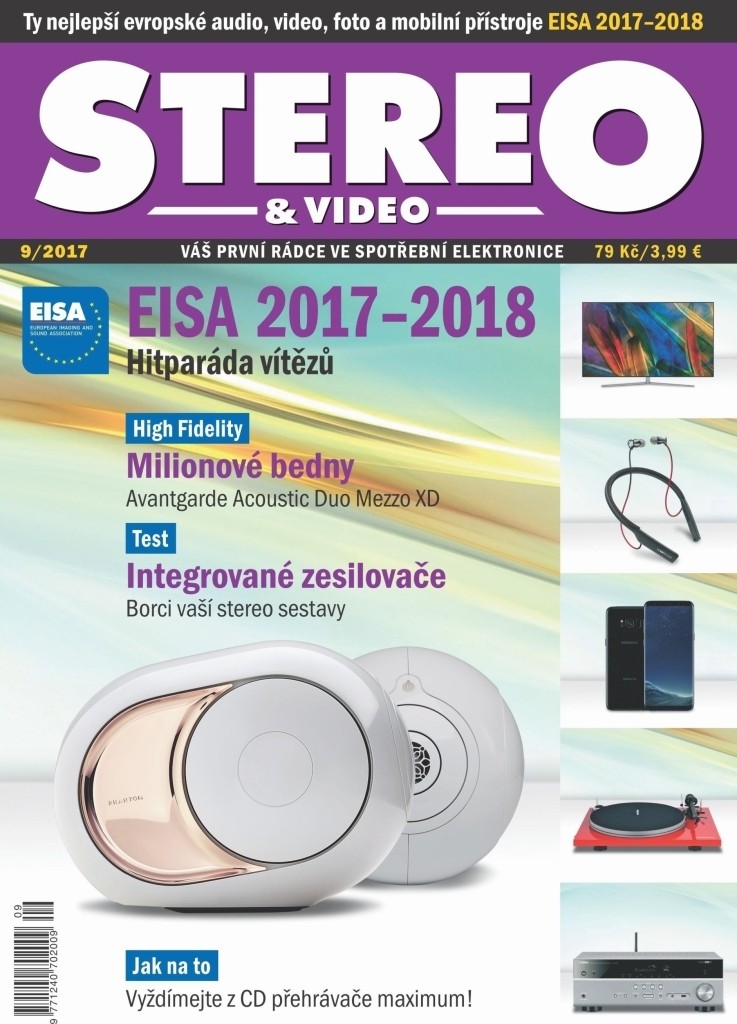 Ty nejlepší evropské audio, video, foto a mobilní přístroje EISA 2017–2018
STEREO
& VIDEO
9/2017 VÁŠ PRVNÍ RÁDCE VE SPOTŘEBNÍ ELEKTRONICE 79 Kč/3,99 €
EISA
EUROPEAN IMAGING AND
SOUND ASSOCIATION
EISA 2017–2018
Hitparáda vítězů
High Fidelity
Milionové bedny
Avantgarde Acoustic Duo Mezzo XD
Test
Integrované zesilovače
Borci vaší stereo sestavy
PHANTOM
Jak na to
Vyždímejte z CD přehrávače maximum!
09
9 771240 702009